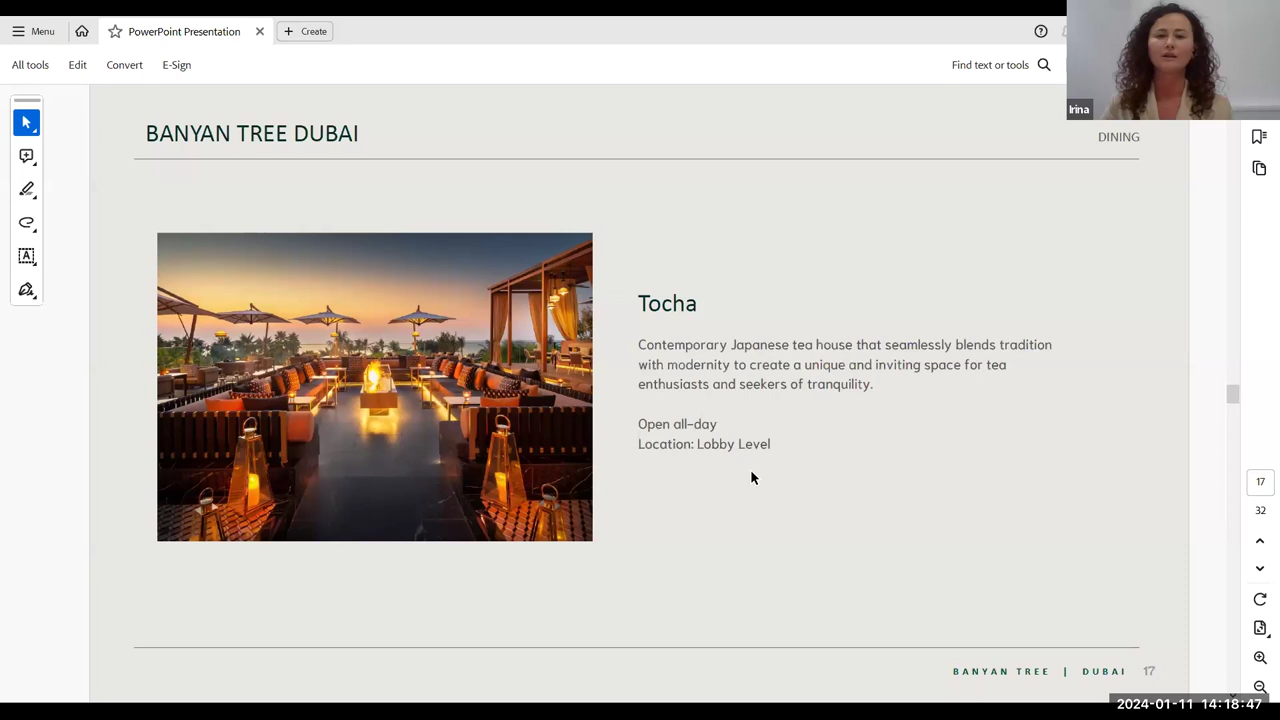 Menu
PowerPoint Presentation
Create
All tools
Edit
Convert
E-Sign
Find text or tools
Irina
BANYAN TREE DUBAI
DINING
Tocha
Contemporary Japanese tea house that seamlessly blends tradition
with modernity to create a unique and inviting space for tea
enthusiasts and seekers of tranquility.
Open all-day
Location: Lobby Level
17
32
BANYAN TREE | DUBAI 17
2024-01-11 14:18:47